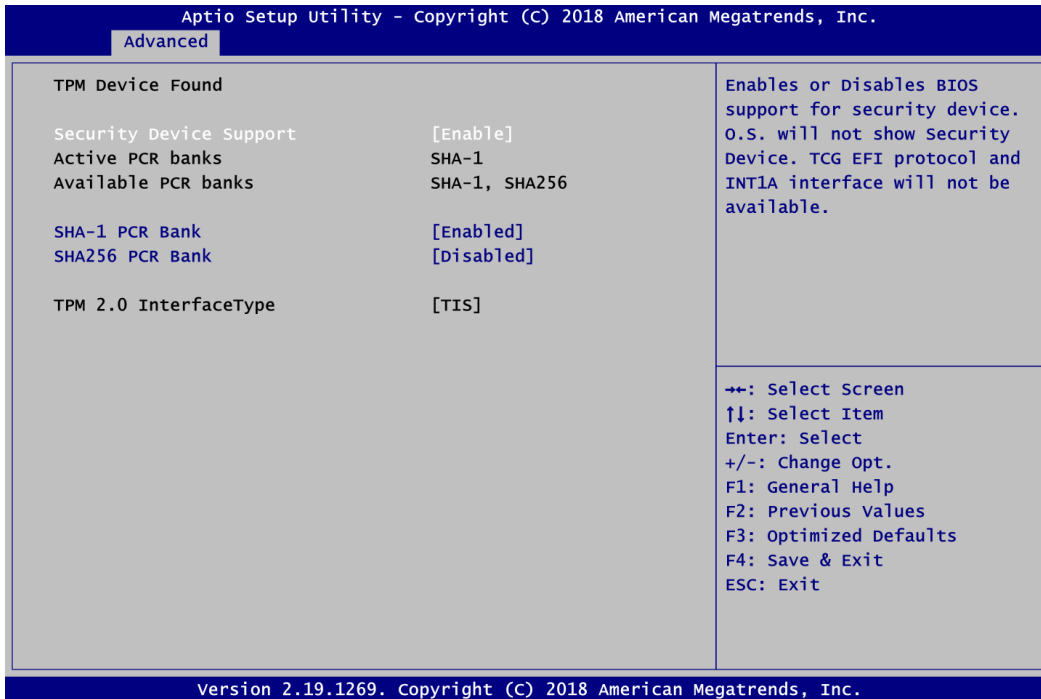 Aptio Setup Utility - Copyright (C) 2018 American Megatrends, Inc.
Advanced
TPM Device Found
Security Device Support [Enable]
Active PCR banks SHA-1
Available PCR banks SHA-1, SHA256
SHA-1 PCR Bank [Enabled]
SHA256 PCR Bank [Disabled]
TPM 2.0 InterfaceType [TIS]
Enables or Disables BIOS
support for security device.
O.S. will not show Security
Device. TCG EFI protocol and
INT1A interface will not be
available.
→←: Select Screen
↑↓: Select Item
Enter: Select
+/-: Change Opt.
F1: General Help
F2: Previous Values
F3: Optimized Defaults
F4: Save & Exit
ESC: Exit
Version 2.19.1269. Copyright (C) 2018 American Megatrends, Inc.